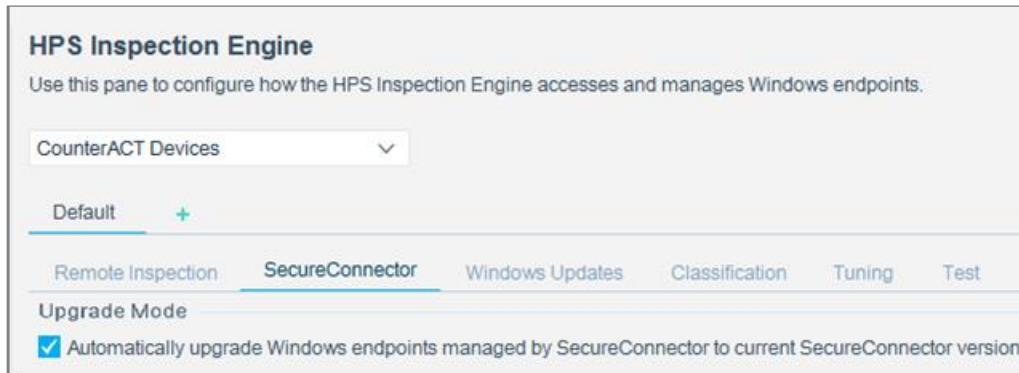 HPS Inspection Engine
Use this pane to configure how the HPS Inspection Engine accesses and manages Windows endpoints.
CounterACT Devices
Default +
Remote Inspection SecureConnector Windows Updates Classification Tuning Test
Upgrade Mode
Automatically upgrade Windows endpoints managed by SecureConnector to current SecureConnector version